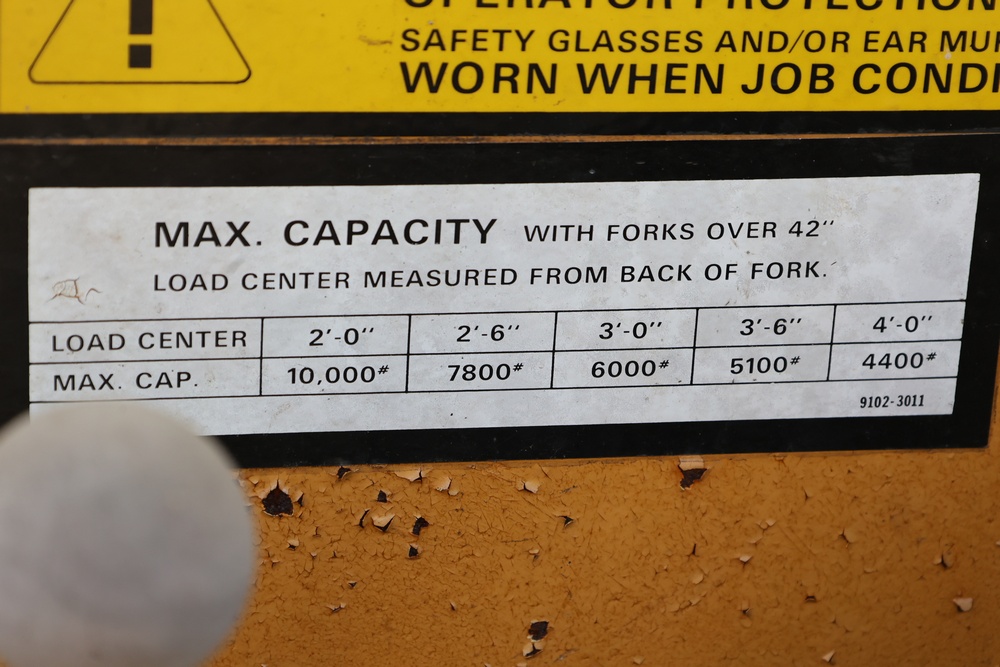 OPERATOR PROTECTION
SAFETY GLASSES AND/OR EAR
WORN WHEN JOB
MAX. CAPACITY WITH FORKS OVER 42"
LOAD CENTER MEASURED FROM BACK OF FORK.
LOAD CENTER 2'-0" 2'-6" 3'-0" 3'-6" 4'-0"
MAX. CAP. 10,000# 7800# 6000# 5100# 4400#
9102-3011